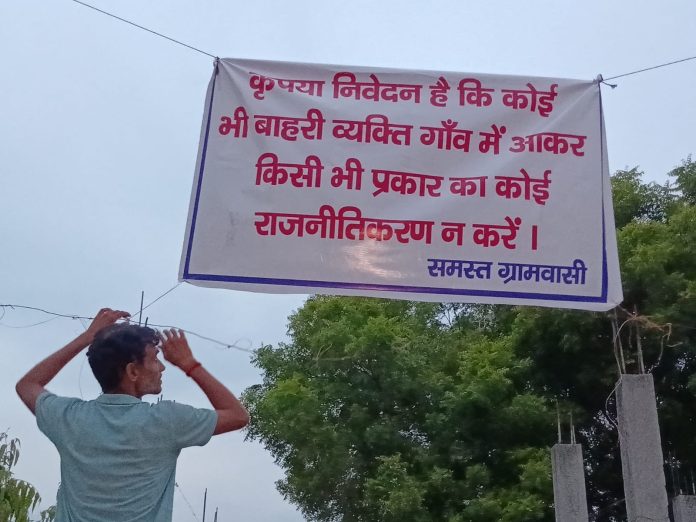 कृपया निवेदन है कि कोई
भी बाहरी व्यक्ति गाँव में आकर
किसी भी प्रकार का कोई
राजनीतिकरण न करें ।
समस्त ग्रामवासी